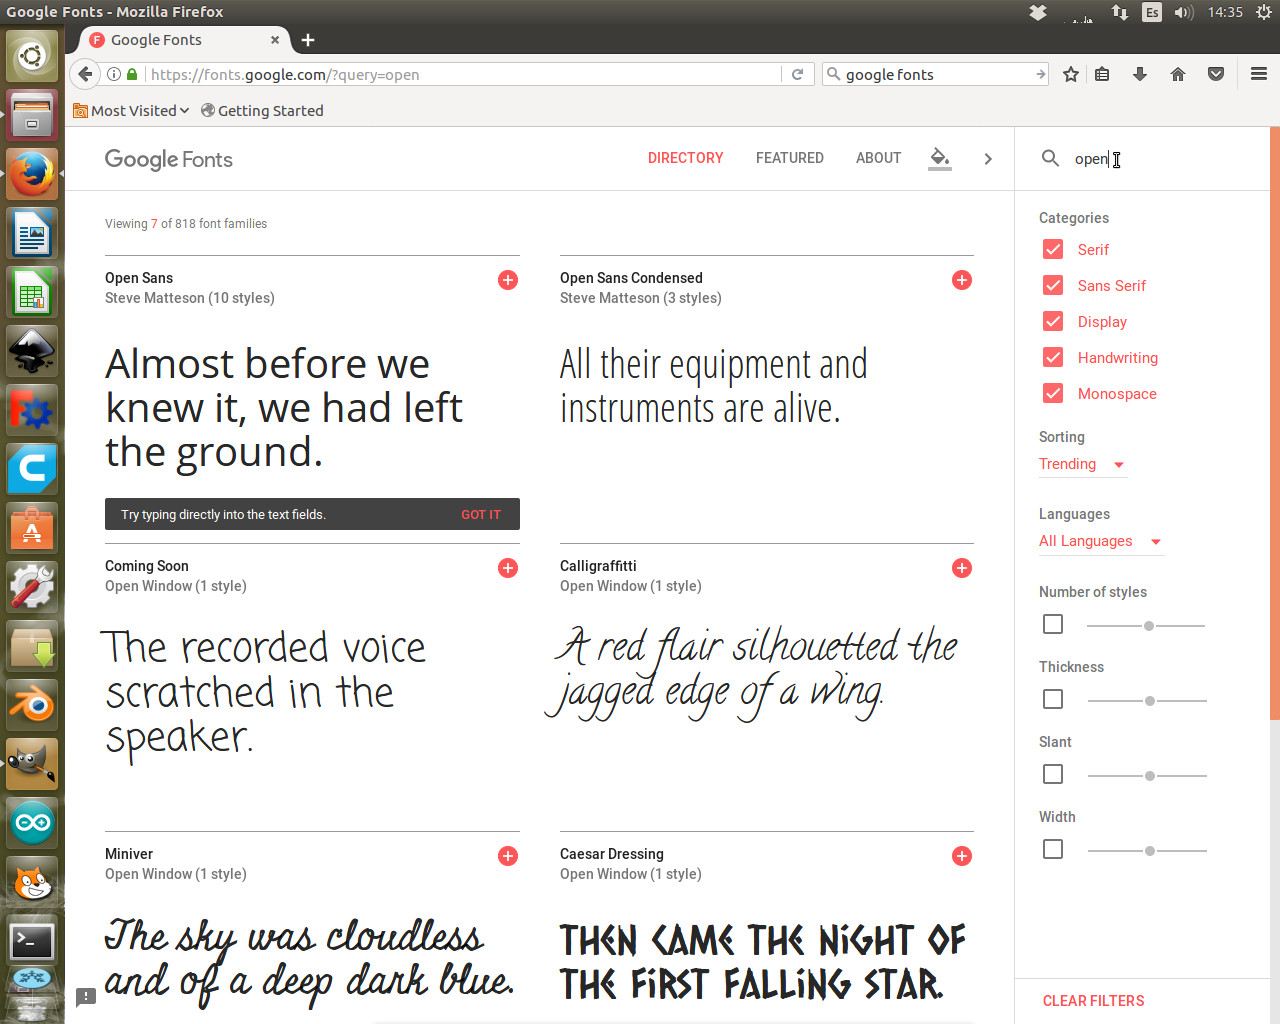 Google Fonts - Mozilla Firefox
Es
14:35
Google Fonts
https://fonts.google.com/?query=open
google fonts
Most Visited
Getting Started
Google Fonts
DIRECTORY
FEATURED
ABOUT
open
Viewing 7 of 818 font families
Open Sans
Steve Matteson (10 styles)
Almost before we
knew it, we had left
the ground.
Try typing directly into the text fields.
GOT IT
Open Sans Condensed
Steve Matteson (3 styles)
All their equipment and
instruments are alive.
Coming Soon
Open Window (1 style)
The recorded voice
scratched in the
speaker.
Calligraffitti
Open Window (1 style)
A red flair silhouetted the
jagged edge of a wing.
Miniver
Open Window (1 style)
The sky was cloudless
and of a deep dark blue.
Caesar Dressing
Open Window (1 style)
THEN CAME THE NIGHT OF
THE FIRST FALLING STAR.
Categories
Serif
Sans Serif
Display
Handwriting
Monospace
Sorting
Trending
Languages
All Languages
Number of styles
Thickness
Slant
Width
CLEAR FILTERS